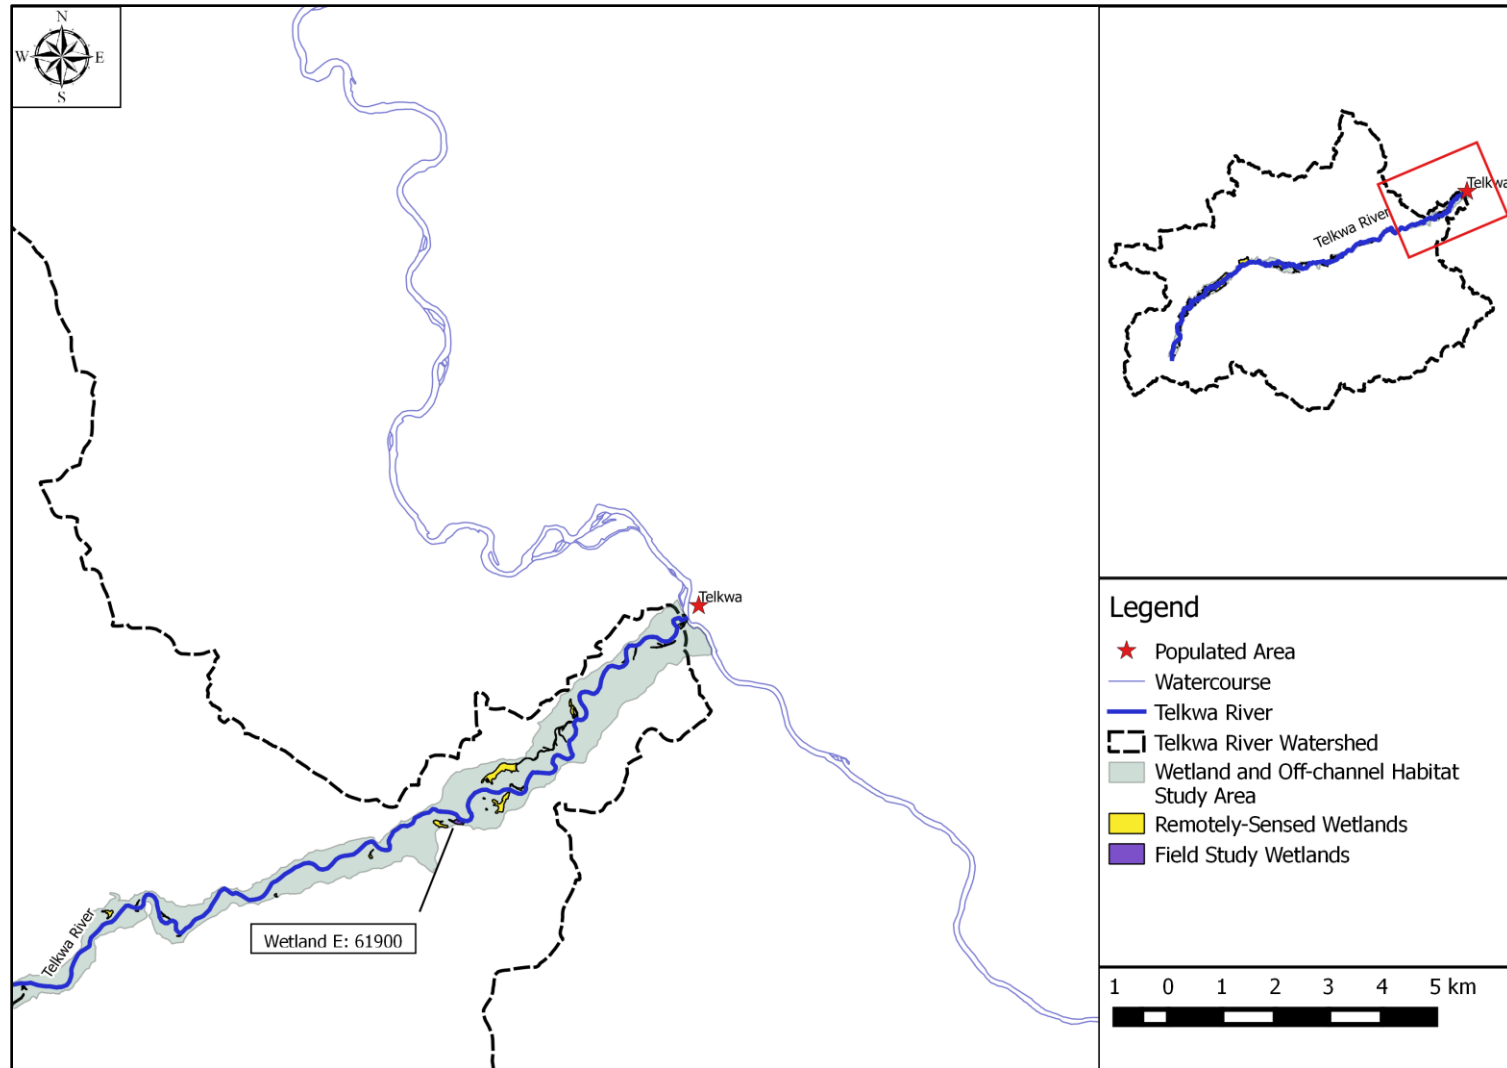 N
W E
S
Telkwa
Telkwa River
Wetland E: 61900
Telkwa
Telkwa River
Legend
Populated Area
Watercourse
Telkwa River
Telkwa River Watershed
Wetland and Off-channel Habitat
Study Area
Remotely-Sensed Wetlands
Field Study Wetlands
1 0 1 2 3 4 5 km